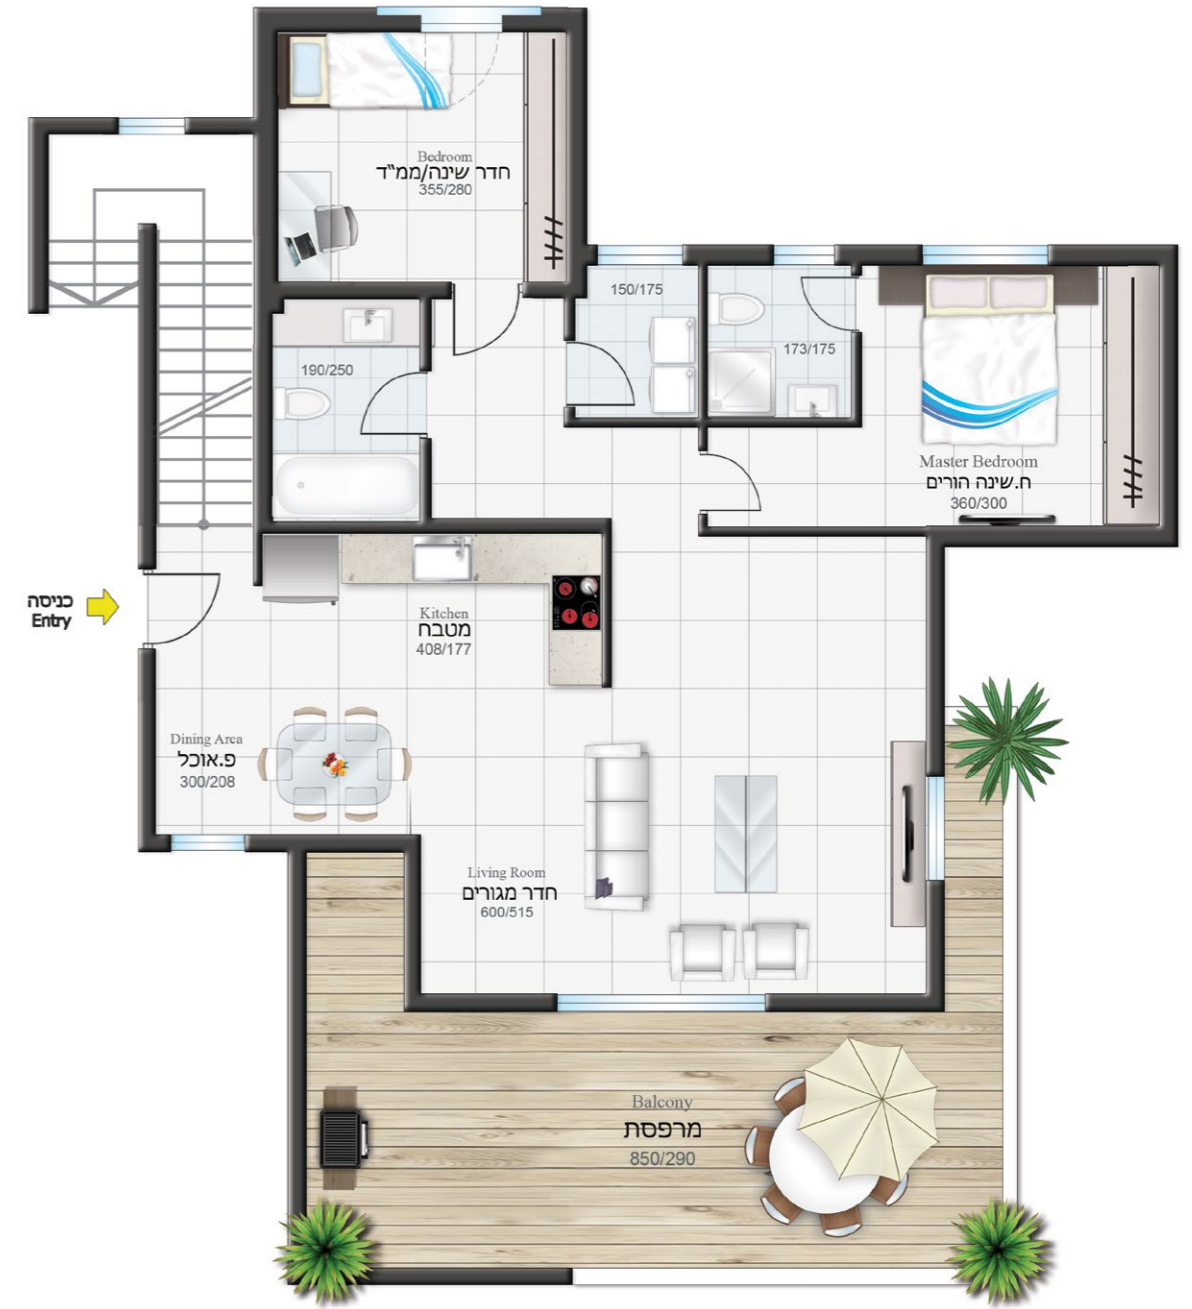 Bedroom
חדר שינה/ממ"ד
355/280
150/175
173/175
190/250
Master Bedroom
ח.שינה הורים
360/300
כניסה
Entry
Kitchen
מטבח
408/177
Dining Area
פ.אוכל
300/208
Living Room
חדר מגורים
600/515
Balcony
מרפסת
850/290